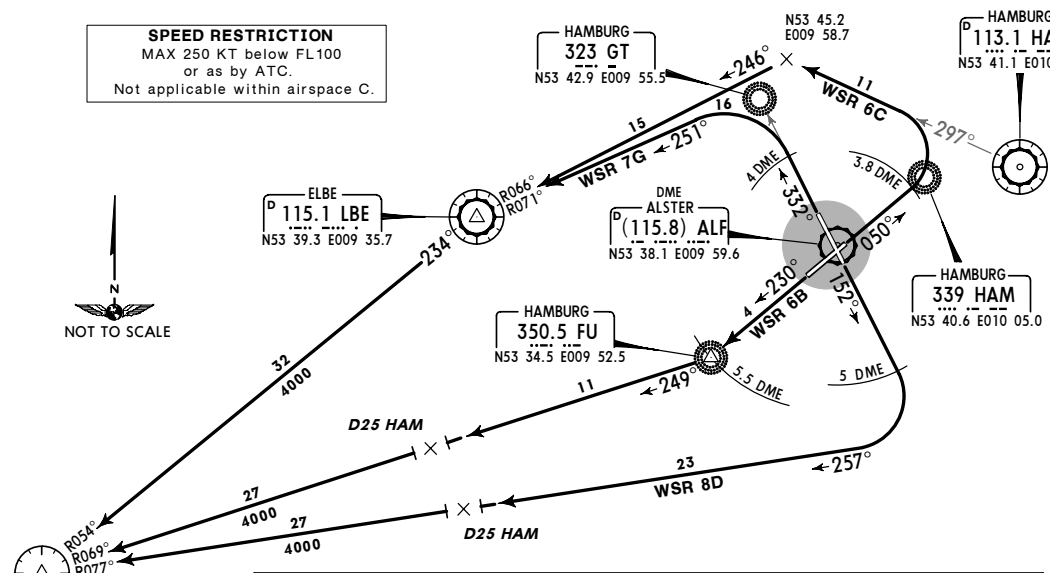 SPEED RESTRICTION
MAX 250 KT below FL100
or as by ATC.
Not applicable within airspace C.
HAMBURG
323 GT
N53 42.9 E009 55.5
N53 45.2
E009 58.7
HAMBURG
D
113.1 HA
N53 41.1 E010
246°
11
WSR 6C
297°
15
16
251°
WSR 7G
4 DME
3.8 DME
ELBE
D
115.1 LBE
N53 39.3 E009 35.7
R066°
R071°
332°
DME
ALSTER
D
(115.8) ALF
N53 38.1 E009 59.6
050°
234°
N
NOT TO SCALE
230°
4
WSR 6B
152°
HAMBURG
339 HAM
N53 40.6 E010 05.0
HAMBURG
350.5 FU
N53 34.5 E009 52.5
32
4000
11
249°
5.5 DME
5 DME
D25 HAM
23
257°
WSR 8D
27
4000
27
4000
D25 HAM
R054°
R069°
R077°